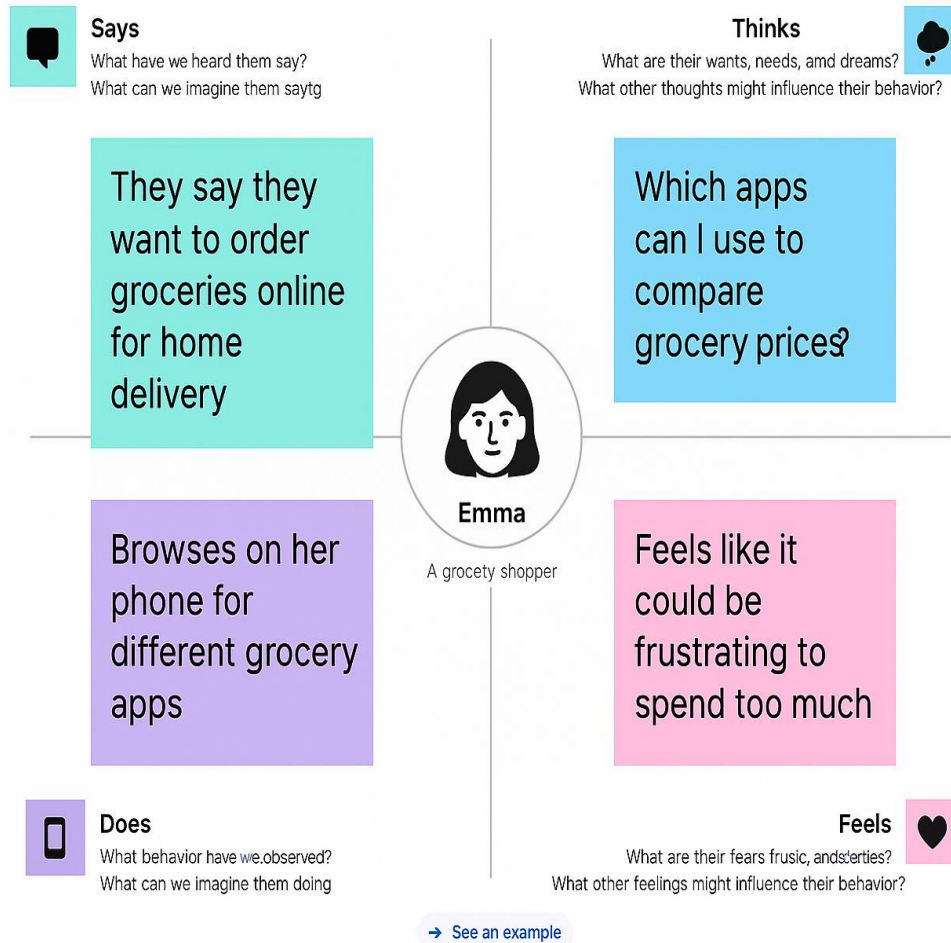 Says
What have we heard them say?
What can we imagine them saytg
Thinks
What are their wants, needs, amd dreams?
What other thoughts might influence their behavior?
They say they
want to order
groceries online
for home
delivery
Which apps
can I use to
compare
grocery prices?
Emma
A grocety shopper
Browses on her
phone for
different grocery
apps
Feels like it
could be
frustrating to
spend too much
Does
What behavior have we.observed?
What can we imagine them doing
Feels
What are their fears frusic,
What other feelings might influence their behavior?
→ See an example